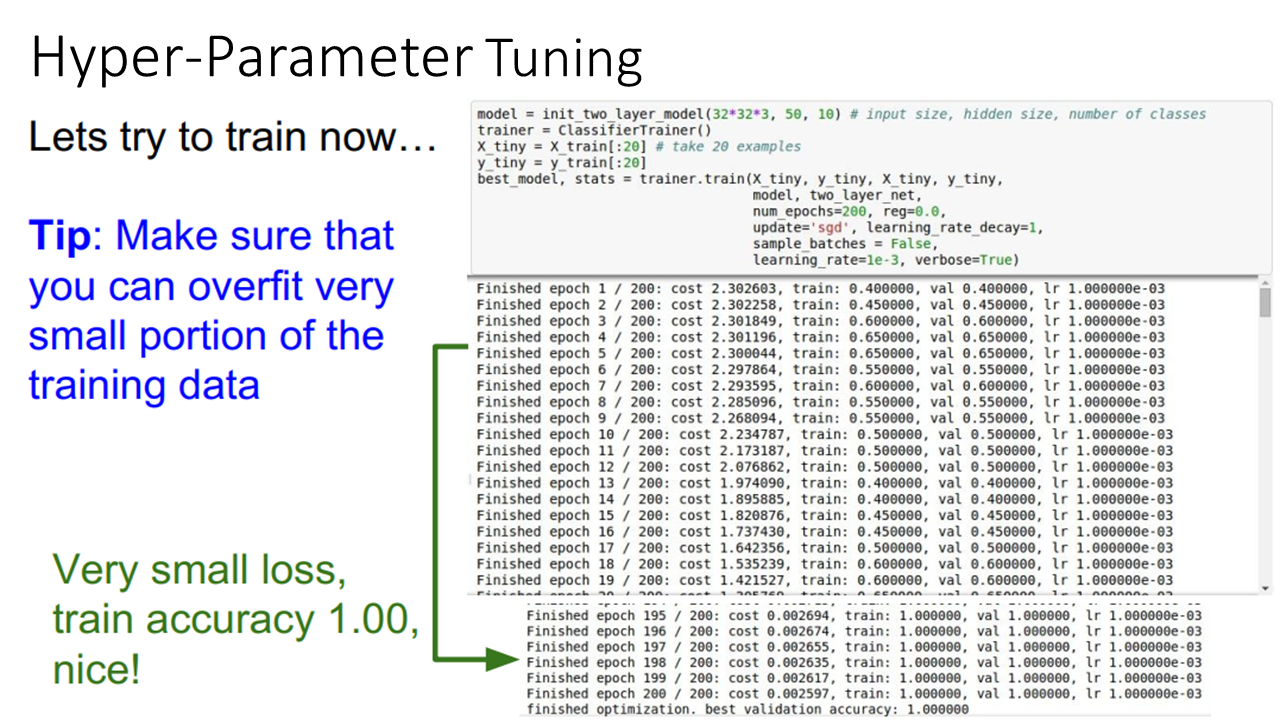 Hyper-Parameter Tuning
Lets try to train now…
Tip: Make sure that
you can overfit very
small portion of the
training data
Very small loss,
train accuracy 1.00,
nice!
model = init_two_layer_model(32*32*3, 50, 10) # input size, hidden size, number of classes
trainer = ClassifierTrainer()
X_tiny = X_train[:20] # take 20 examples
y_tiny = y_train[:20]
best_model, stats = trainer.train(X_tiny, y_tiny, X_tiny, y_tiny,
model, two_layer_net,
num_epochs=200, reg=0.0,
update='sgd', learning_rate_decay=1,
sample_batches = False,
learning_rate=1e-3, verbose=True)
Finished epoch 1 / 200: cost 2.302603, train: 0.400000, val 0.400000, lr 1.000000e-03
Finished epoch 2 / 200: cost 2.302258, train: 0.450000, val 0.450000, lr 1.000000e-03
Finished epoch 3 / 200: cost 2.301849, train: 0.600000, val 0.600000, lr 1.000000e-03
Finished epoch 4 / 200: cost 2.301196, train: 0.650000, val 0.650000, lr 1.000000e-03
Finished epoch 5 / 200: cost 2.300044, train: 0.650000, val 0.650000, lr 1.000000e-03
Finished epoch 6 / 200: cost 2.297864, train: 0.550000, val 0.550000, lr 1.000000e-03
Finished epoch 7 / 200: cost 2.293595, train: 0.600000, val 0.600000, lr 1.000000e-03
Finished epoch 8 / 200: cost 2.285096, train: 0.550000, val 0.550000, lr 1.000000e-03
Finished epoch 9 / 200: cost 2.268094, train: 0.550000, val 0.550000, lr 1.000000e-03
Finished epoch 10 / 200: cost 2.234787, train: 0.500000, val 0.500000, lr 1.000000e-03
Finished epoch 11 / 200: cost 2.173187, train: 0.500000, val 0.500000, lr 1.000000e-03
Finished epoch 12 / 200: cost 2.076862, train: 0.500000, val 0.500000, lr 1.000000e-03
Finished epoch 13 / 200: cost 1.974090, train: 0.400000, val 0.400000, lr 1.000000e-03
Finished epoch 14 / 200: cost 1.895885, train: 0.400000, val 0.400000, lr 1.000000e-03
Finished epoch 15 / 200: cost 1.820876, train: 0.450000, val 0.450000, lr 1.000000e-03
Finished epoch 16 / 200: cost 1.737430, train: 0.450000, val 0.450000, lr 1.000000e-03
Finished epoch 17 / 200: cost 1.642356, train: 0.500000, val 0.500000, lr 1.000000e-03
Finished epoch 18 / 200: cost 1.535239, train: 0.600000, val 0.600000, lr 1.000000e-03
Finished epoch 19 / 200: cost 1.421527, train: 0.600000, val 0.600000, lr 1.000000e-03
Finished epoch 195 / 200: cost 0.002694, train: 1.000000, val 1.000000, lr 1.000000e-03
Finished epoch 196 / 200: cost 0.002674, train: 1.000000, val 1.000000, lr 1.000000e-03
Finished epoch 197 / 200: cost 0.002655, train: 1.000000, val 1.000000, lr 1.000000e-03
Finished epoch 198 / 200: cost 0.002635, train: 1.000000, val 1.000000, lr 1.000000e-03
Finished epoch 199 / 200: cost 0.002617, train: 1.000000, val 1.000000, lr 1.000000e-03
Finished epoch 200 / 200: cost 0.002597, train: 1.000000, val 1.000000, lr 1.000000e-03
finished optimization. best validation accuracy: 1.000000